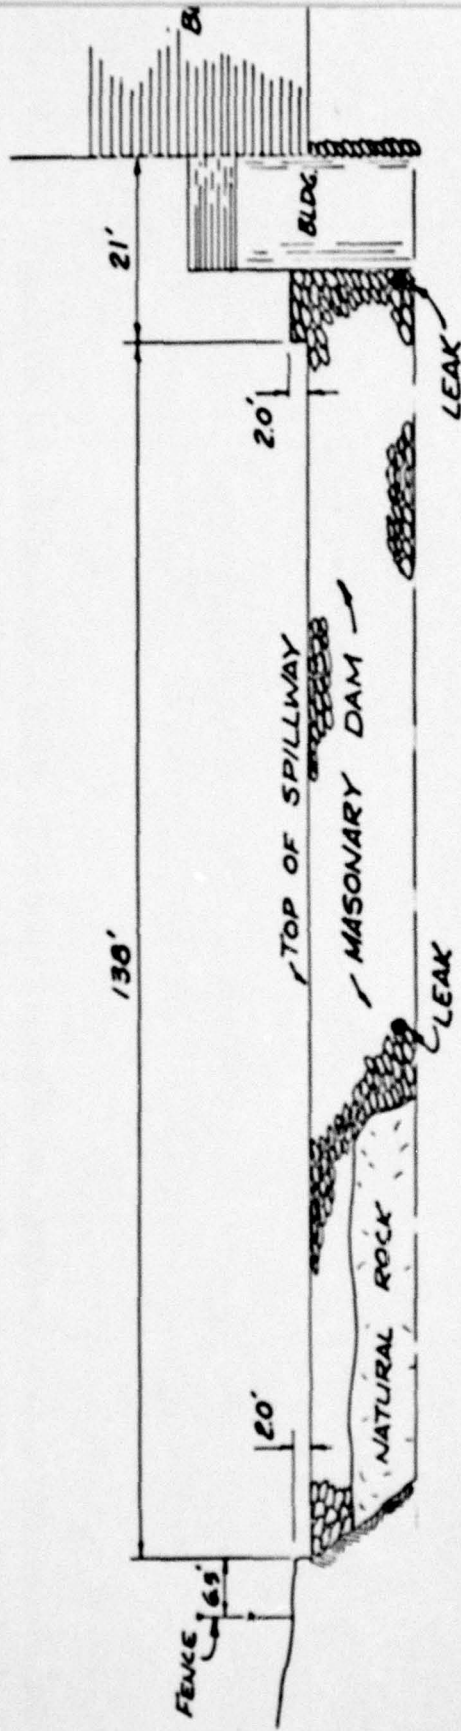 FENCE
6.5'
138'
21'
2.0'
2.0'
TOP OF SPILLWAY
MASONARY DAM
BLDG.
NATURAL ROCK
LEAK
LEAK